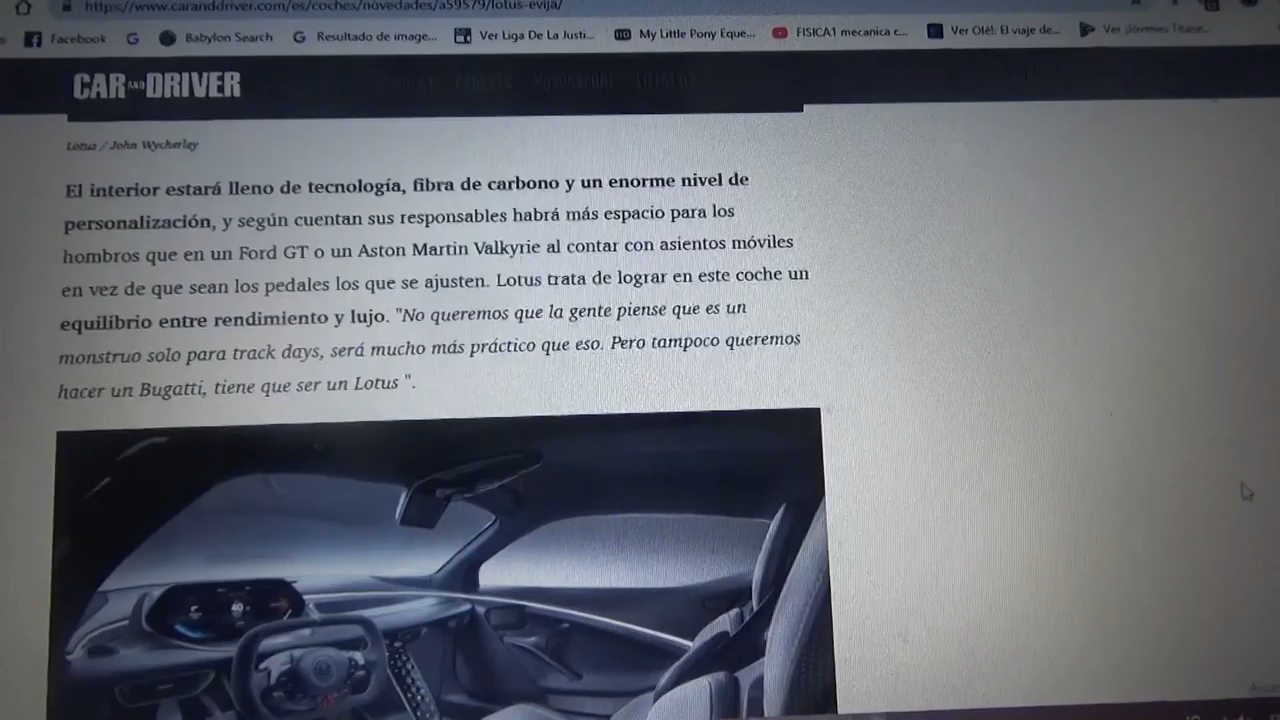 https://www.caranddriver.com/es/coches/novedades/a59579/lotus-evija/
Facebook
Babylon Search
Resultado de image...
Ver Liga De La Justi...
My Little Pony Eque...
FISICA1 mecanica c...
Ver Olé!: El viaje de...
Ver ¡Jóvenes Titane...
CAR AND DRIVER
MOTORSPORT
Lotus / John Wycherley
El interior estará lleno de tecnología, fibra de carbono y un enorme nivel de
personalización, y según cuentan sus responsables habrá más espacio para los
hombros que en un Ford GT o un Aston Martin Valkyrie al contar con asientos móviles
en vez de que sean los pedales los que se ajusten. Lotus trata de lograr en este coche un
equilibrio entre rendimiento y lujo. "No queremos que la gente piense que es un
monstruo solo para track days, será mucho más práctico que eso. Pero tampoco queremos
hacer un Bugatti, tiene que ser un Lotus ".